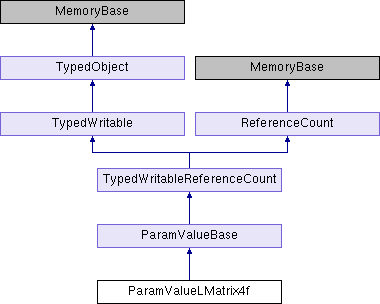 MemoryBase
TypedObject
MemoryBase
TypedWritable
ReferenceCount
TypedWritableReferenceCount
ParamValueBase
ParamValueLMatrix4f